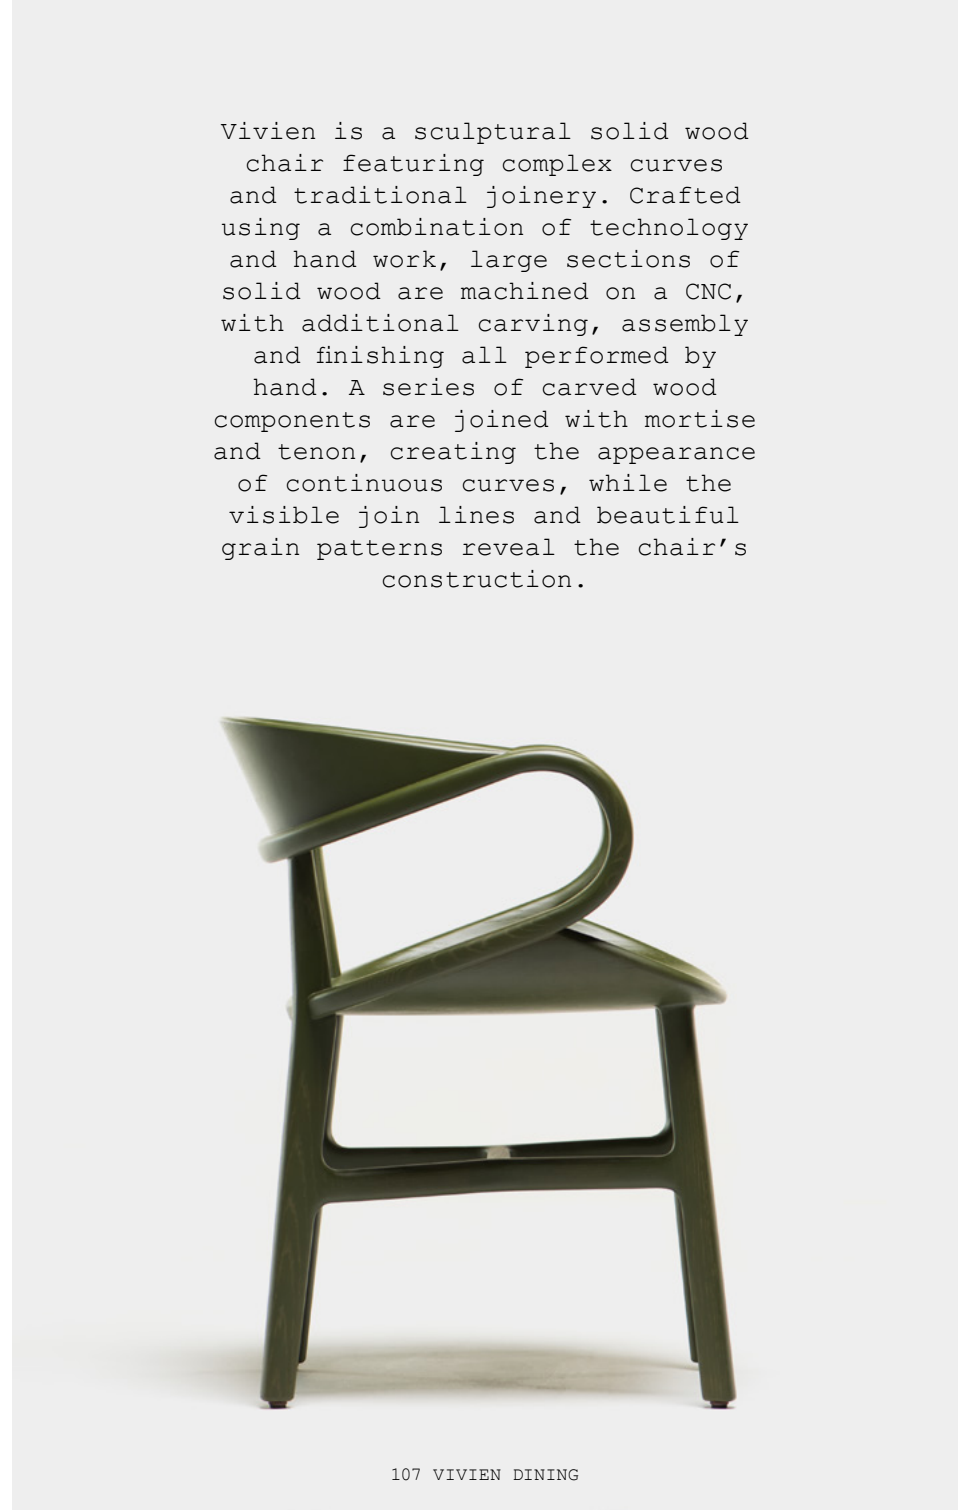 Vivien is a sculptural solid wood
chair featuring complex curves
and traditional joinery. Crafted
using a combination of technology
and hand work, large sections of
solid wood are machined on a CNC,
with additional carving, assembly
and finishing all performed by
hand. A series of carved wood
components are joined with mortise
and tenon, creating the appearance
of continuous curves, while the
visible join lines and beautiful
grain patterns reveal the chair’s
construction.
107 VIVIEN DINING